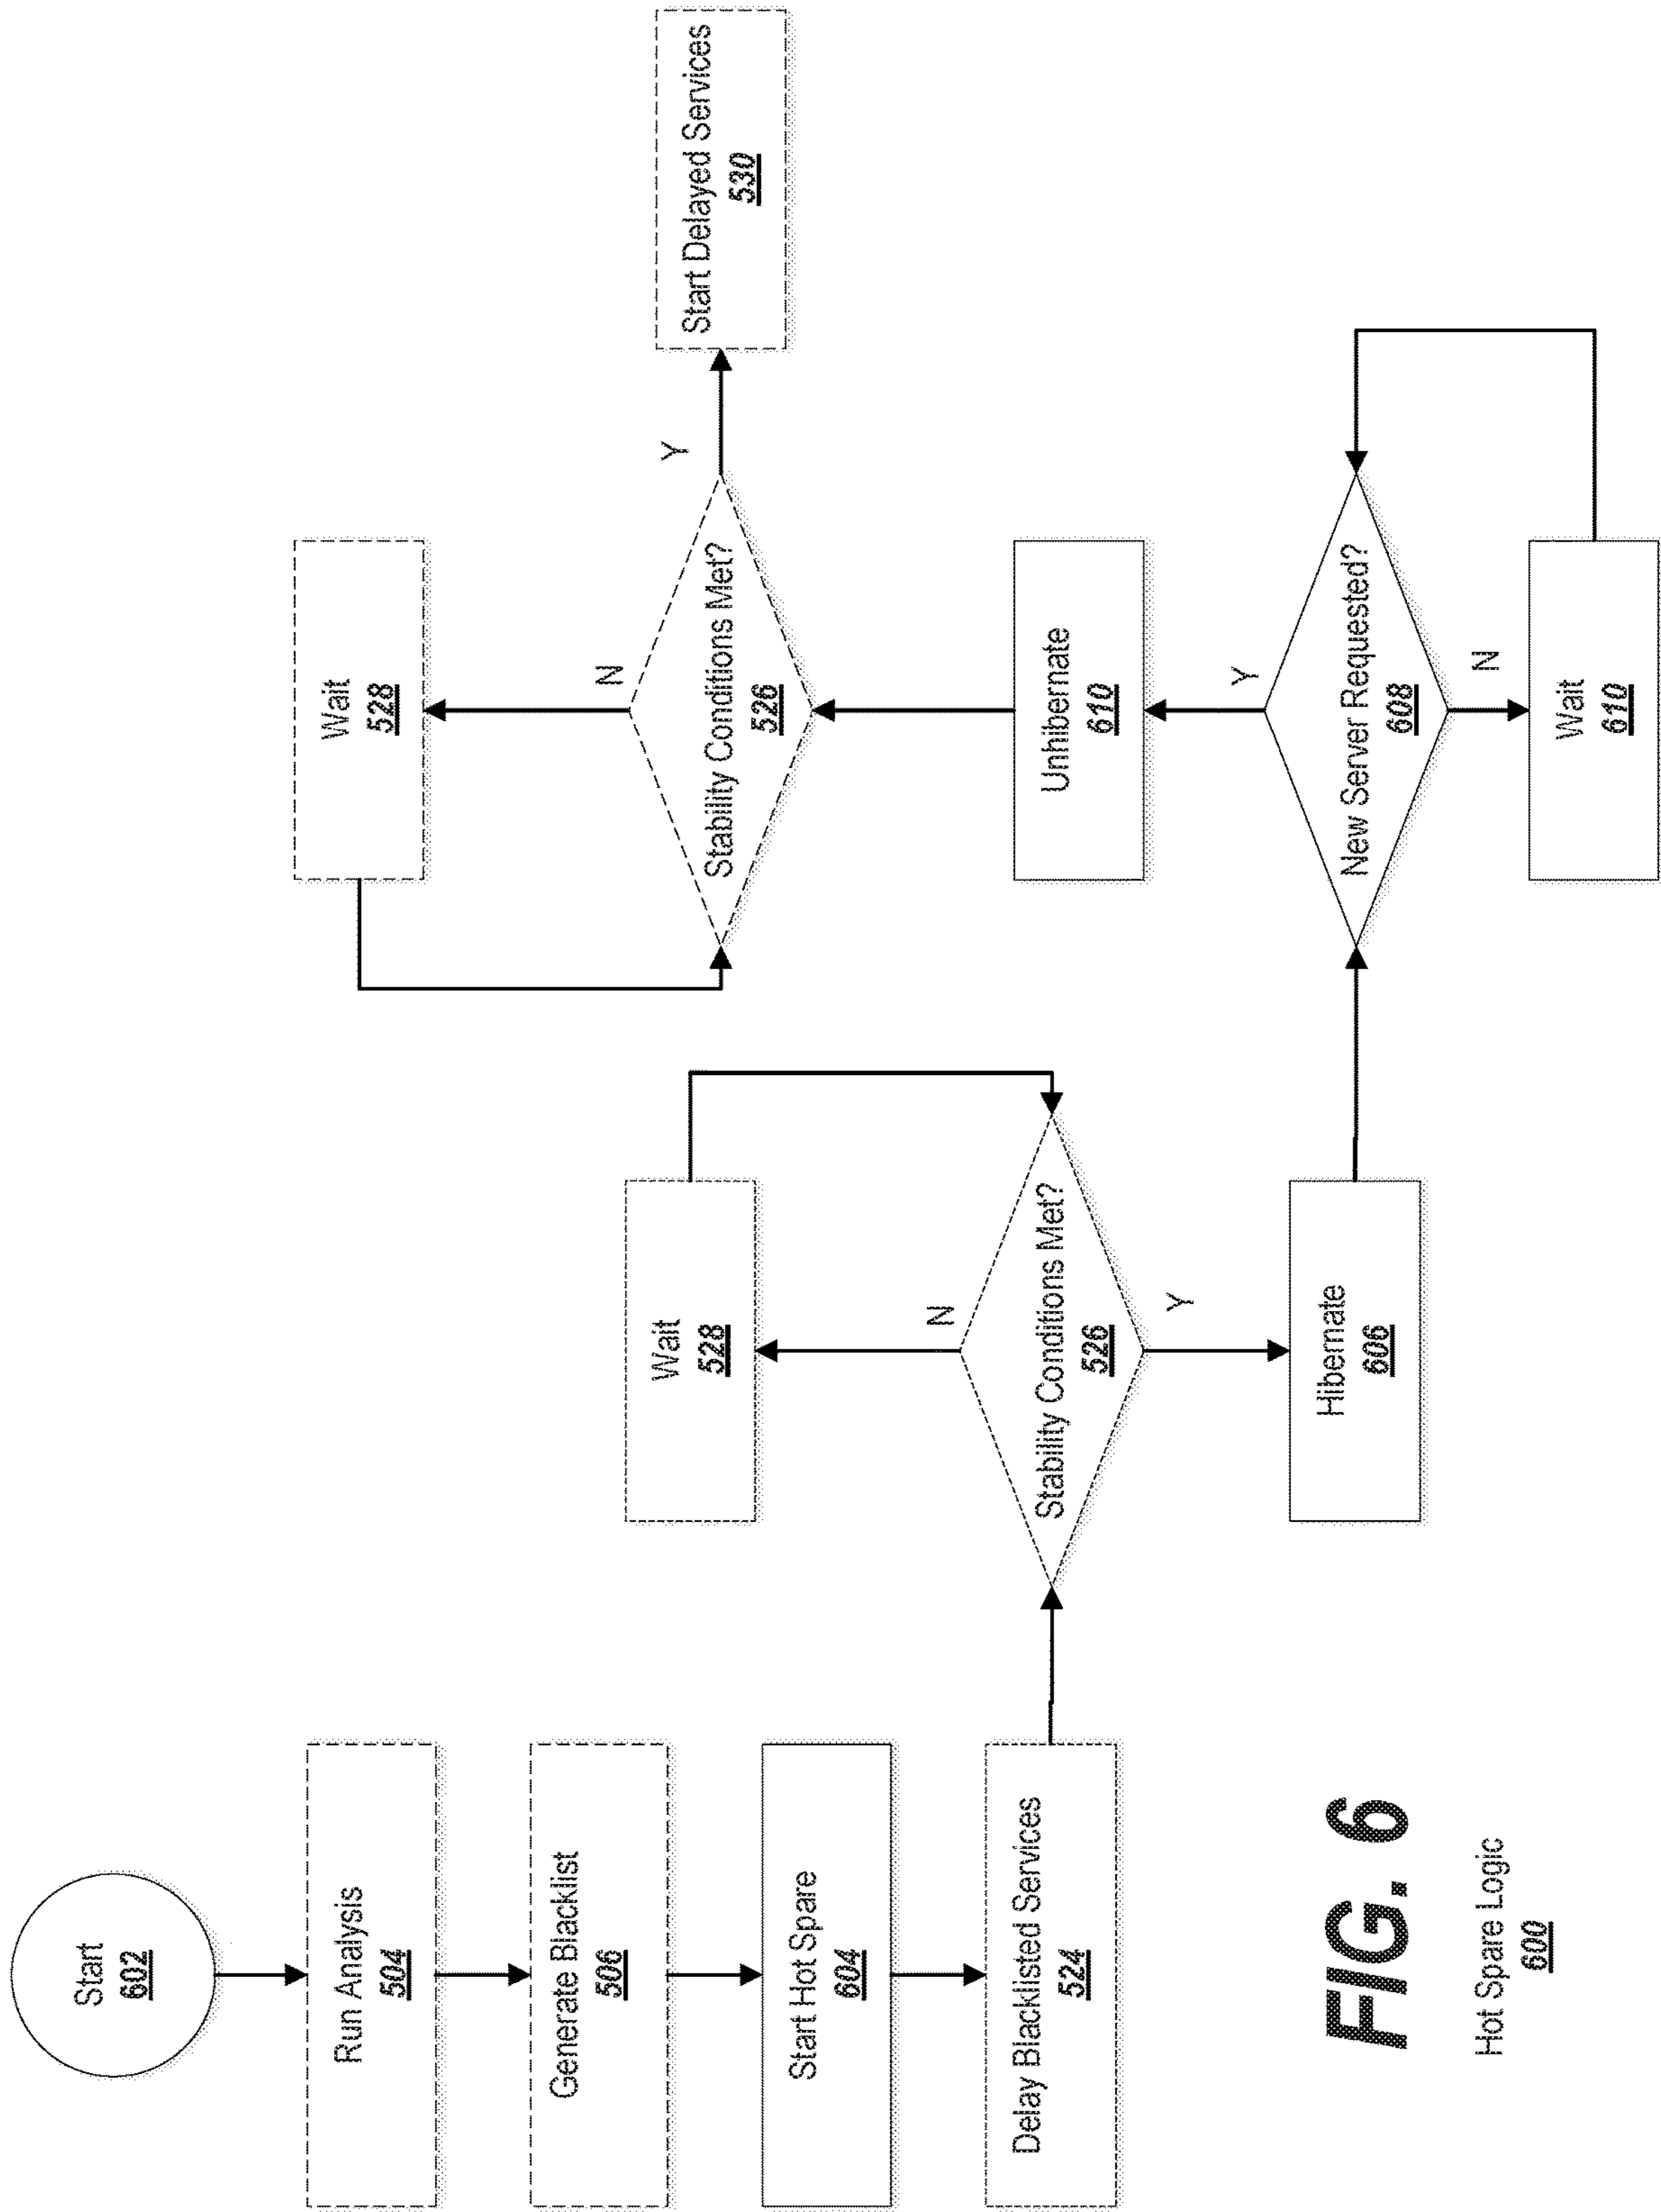 Start
602
Run Analysis
504
Generate Blacklist
506
Start Hot Spare
604
Delay Blacklisted Services
524
Wait
528
N
Stability Conditions Met?
526
Y
Hibernate
606
Wait
528
N
Stability Conditions Met?
526
Y
Start Delayed Services
530
Unhibernate
610
Y
New Server Requested?
608
N
Wait
610
FIG. 6
Hot Spare Logic
600